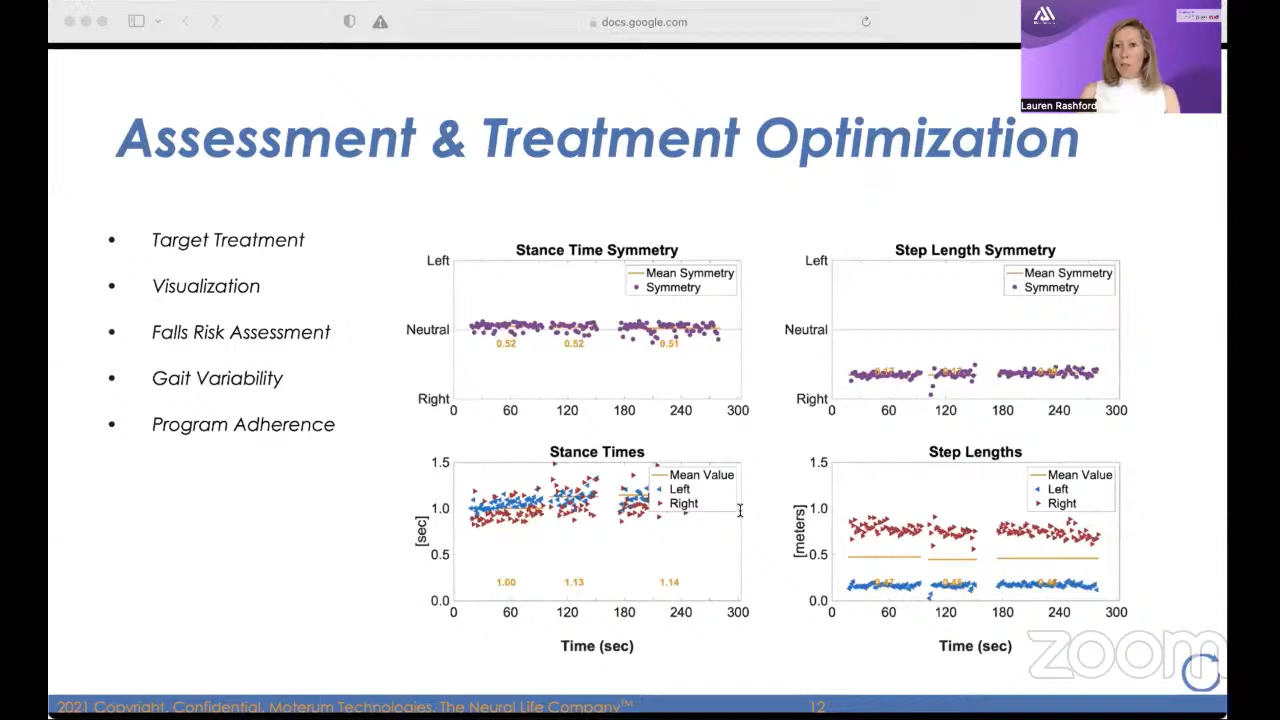 docs.google.com
Lauren Rashford
Assessment & Treatment Optimization
• Target Treatment
• Visualization
• Falls Risk Assessment
• Gait Variability
• Program Adherence
Stance Time Symmetry
Left
Neutral
Right
Mean Symmetry
Symmetry
0.52 0.52 0.51
0 60 120 180 240 300
Step Length Symmetry
Left
Neutral
Right
Mean Symmetry
Symmetry
0 60 120 180 240 300
Stance Times
1.5
1.0
0.5
0.0
[sec]
Mean Value
Left
Right
1.00 1.13 1.14
0 60 120 180 240 300
Time (sec)
Step Lengths
1.5
1.0
0.5
0.0
[meters]
Mean Value
Left
Right
0 60 120 180 240 300
Time (sec)
zoom
2021 Copyright. Confidential. Moterum Technologies. The Neural Life Company™
12